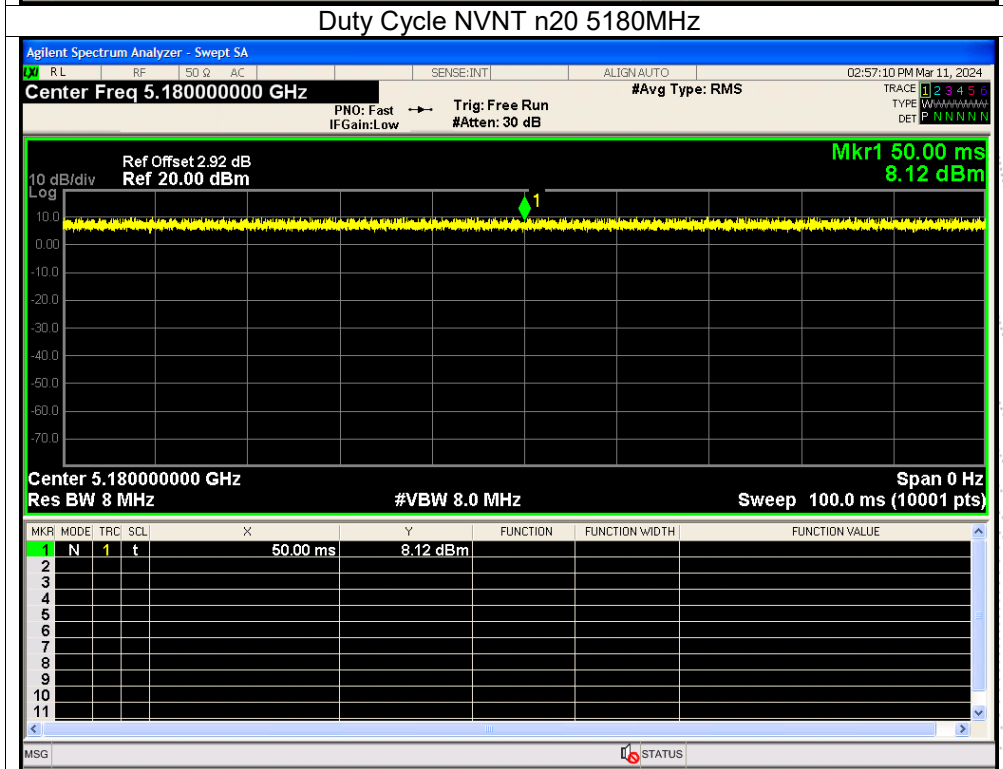 Duty Cycle NVNT n20 5180MHz
Agilent Spectrum Analyzer - Swept SA
LXI RL RF 50 Ω AC SENSE:INT ALIGN AUTO 02:57:10 PM Mar 11, 2024
Center Freq 5.180000000 GHz #Avg Type: RMS TRACE 1 2 3 4 5 6
PNO: Fast Trig: Free Run TYPE WWWWWW
IFGain:Low #Atten: 30 dB DET P N N N N N
Mkr1 50.00 ms
Ref Offset 2.92 dB
10 dB/div Ref 20.00 dBm 8.12 dBm
Log
1
10.0
0.00
-10.0
-20.0
-30.0
-40.0
-50.0
-60.0
-70.0
Center 5.180000000 GHz Span 0 Hz
Res BW 8 MHz #VBW 8.0 MHz Sweep 100.0 ms (10001 pts)
MKR MODE TRC SCL X Y FUNCTION FUNCTION WIDTH FUNCTION VALUE
1 N 1 t 50.00 ms 8.12 dBm
2
3
4
5
6
7
8
9
10
11
MSG STATUS